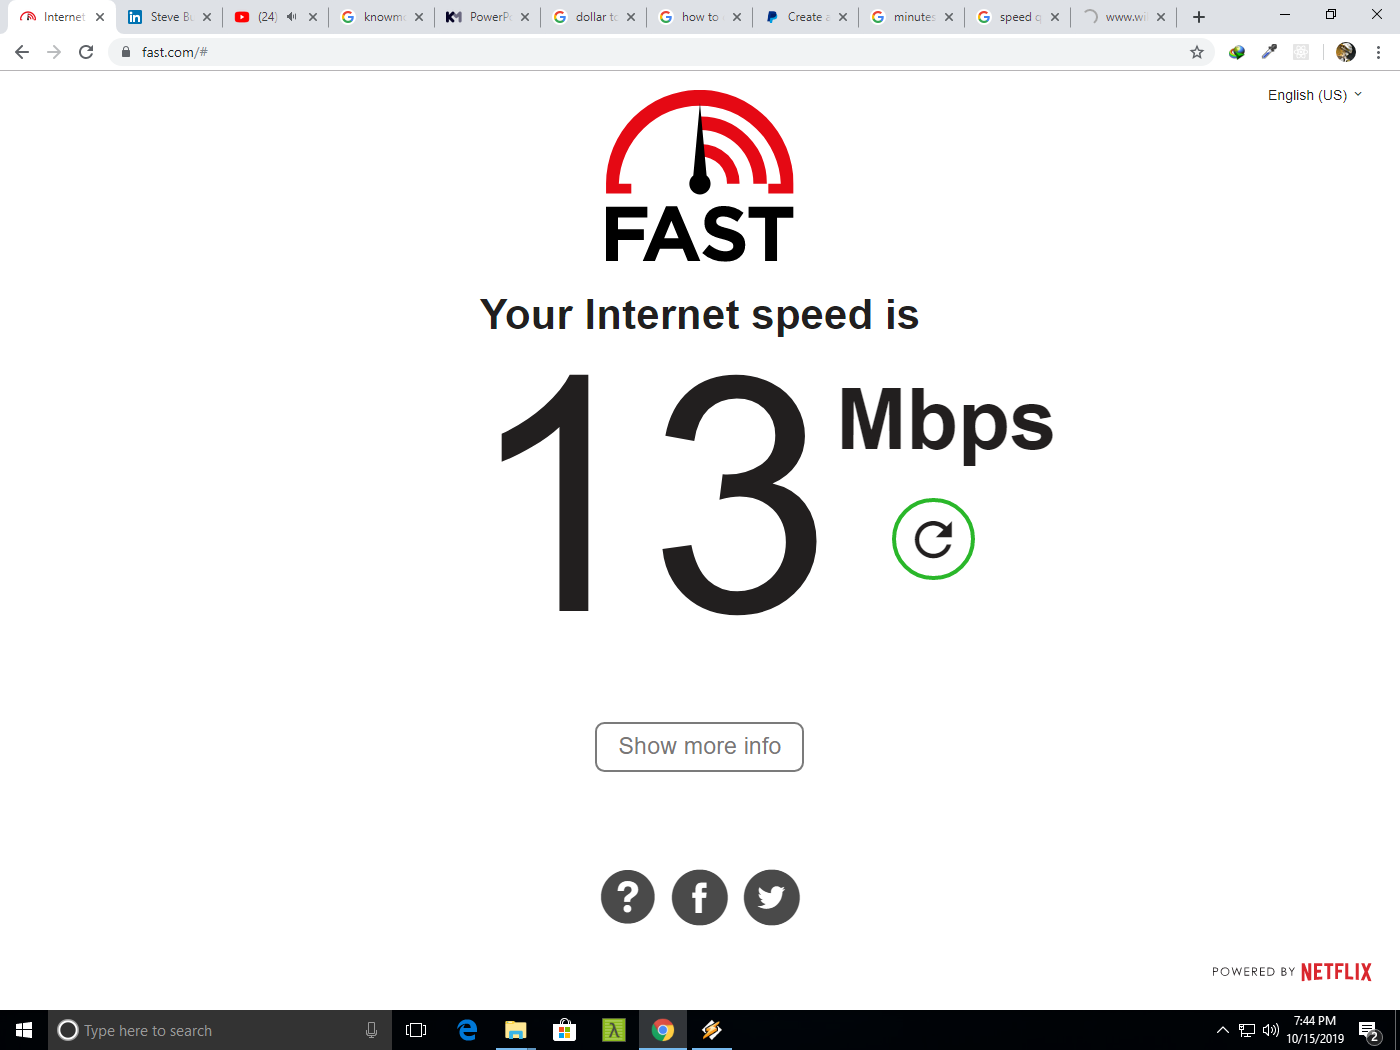 Internet
Steve Bu
(24)
knowmo
PowerPo
dollar to
how to
Create a
minutes
speed q
www.wi
fast.com/#
English (US)
FAST
Your Internet speed is
13 Mbps
Show more info
POWERED BY NETFLIX
Type here to search
7:44 PM
10/15/2019
2